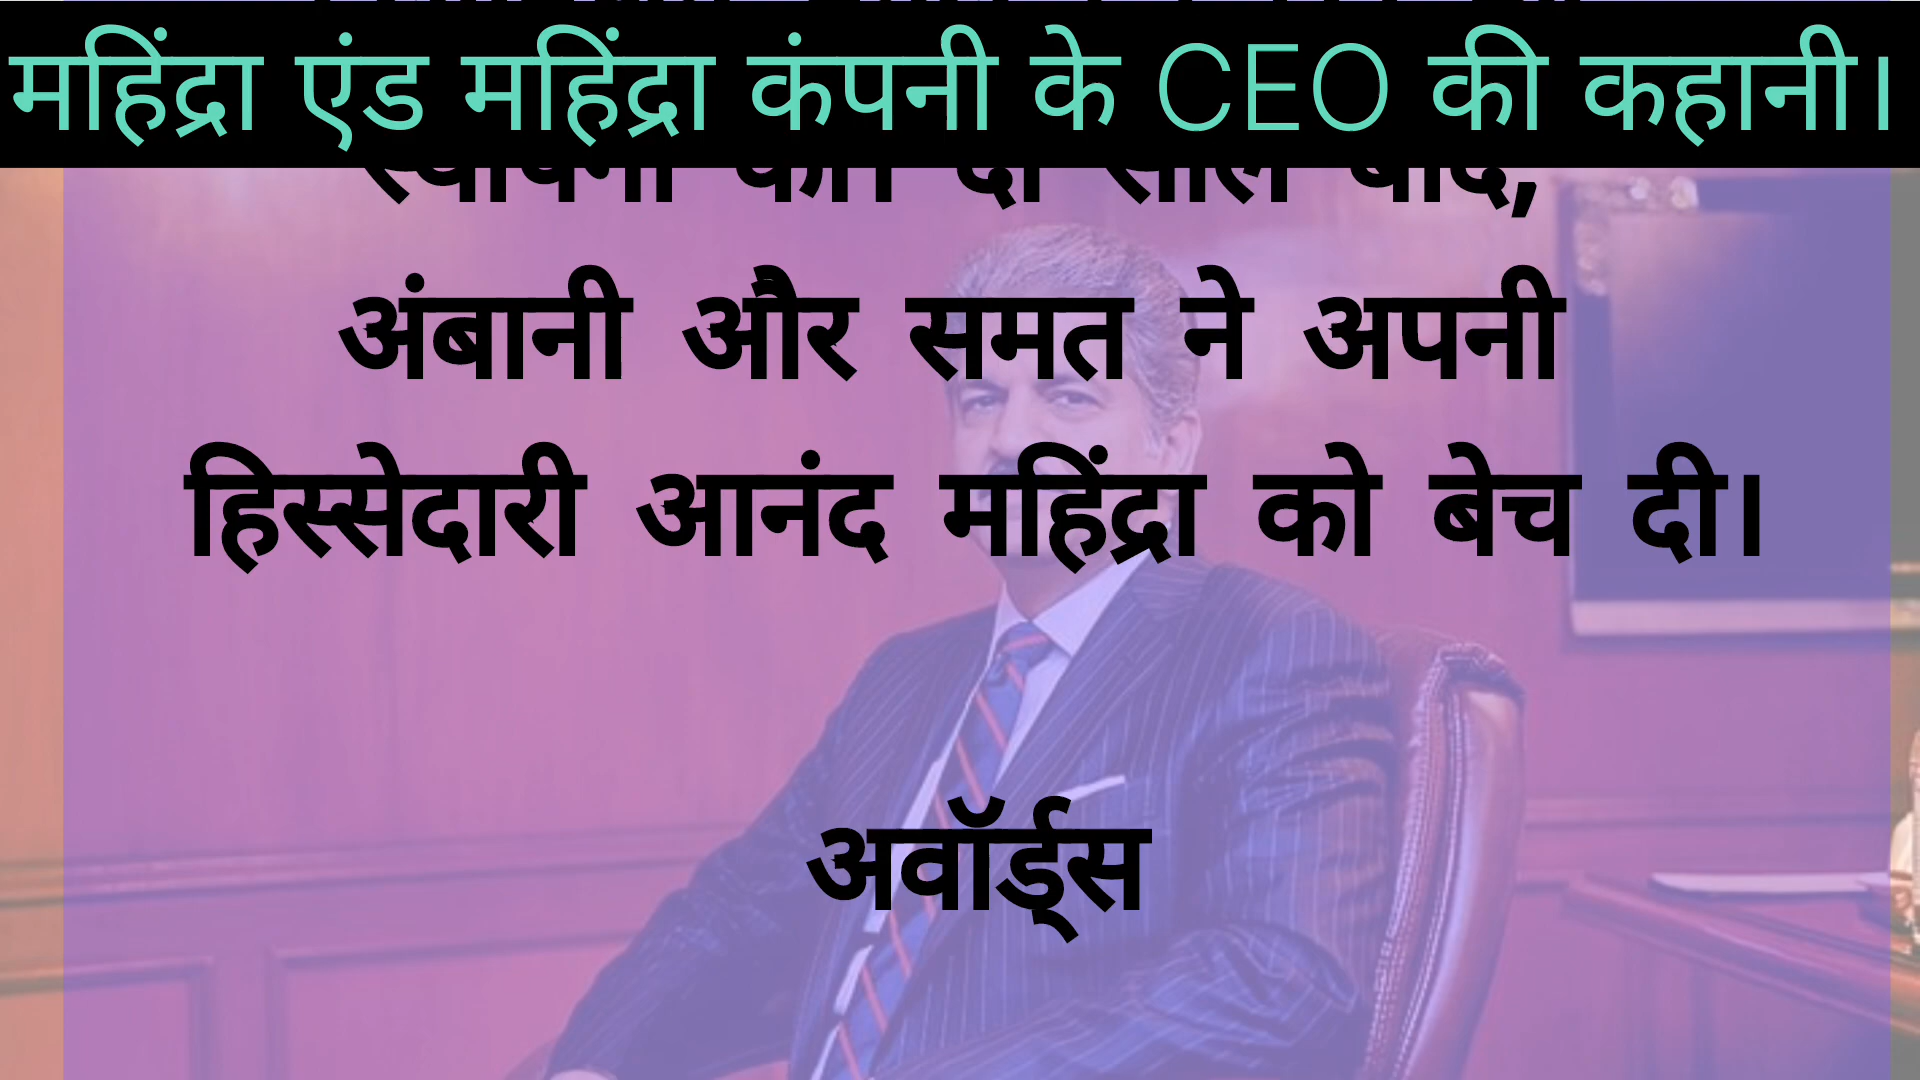 महिंद्रा एंड महिंद्रा कंपनी के CEO की कहानी।
अंबानी और समत ने अपनी
हिस्सेदारी आनंद महिंद्रा को बेच दी।
अवॉर्ड्स